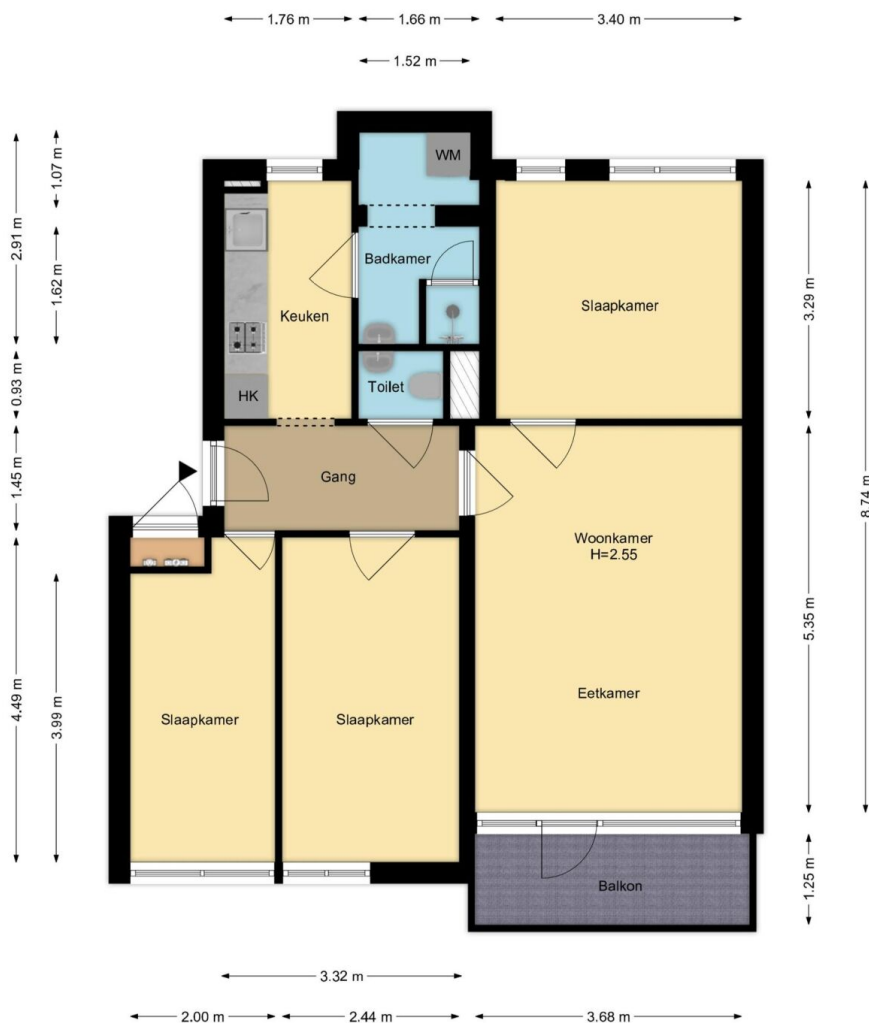 1.76 m
1.66 m
3.40 m
1.52 m
2.91 m
1.07 m
1.62 m
0.93 m
1.45 m
4.49 m
3.99 m
WM
Badkamer
Keuken
Slaapkamer
HK
Toilet
Gang
Woonkamer
H=2.55
Eetkamer
Slaapkamer
Slaapkamer
Balkon
3.29 m
8.74 m
5.35 m
1.25 m
3.32 m
2.00 m
2.44 m
3.68 m